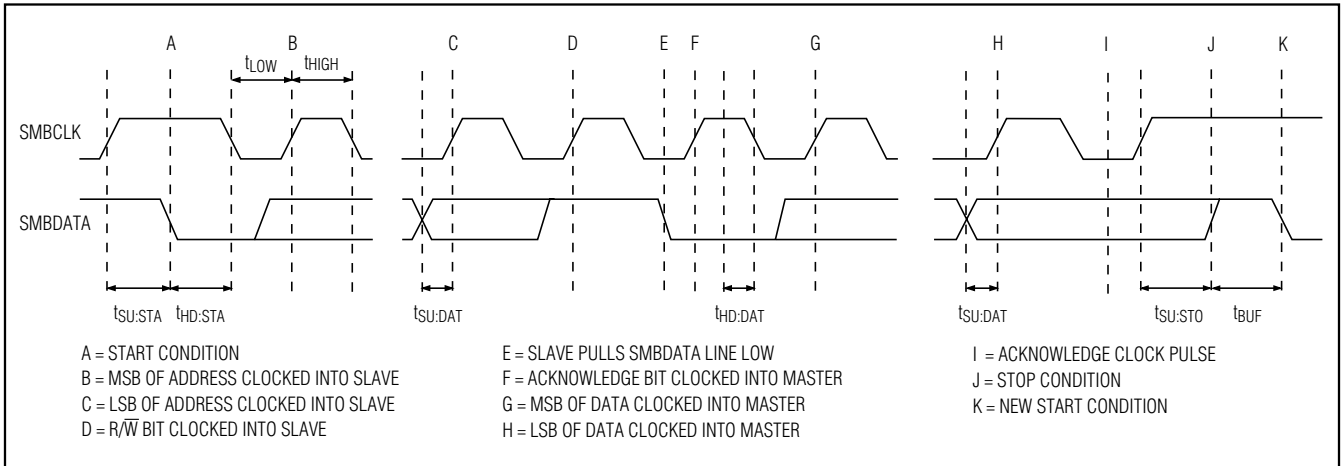 A B C D E F G H I J K
tLOW tHIGH
SMBCLK
SMBDATA
tSU:STA tHD:STA tSU:DAT tHD:DAT tSU:DAT tSU:STO tBUF
A = START CONDITION
B = MSB OF ADDRESS CLOCKED INTO SLAVE
C = LSB OF ADDRESS CLOCKED INTO SLAVE
D = R/W̅ BIT CLOCKED INTO SLAVE
E = SLAVE PULLS SMBDATA LINE LOW
F = ACKNOWLEDGE BIT CLOCKED INTO MASTER
G = MSB OF DATA CLOCKED INTO MASTER
H = LSB OF DATA CLOCKED INTO MASTER
I = ACKNOWLEDGE CLOCK PULSE
J = STOP CONDITION
K = NEW START CONDITION